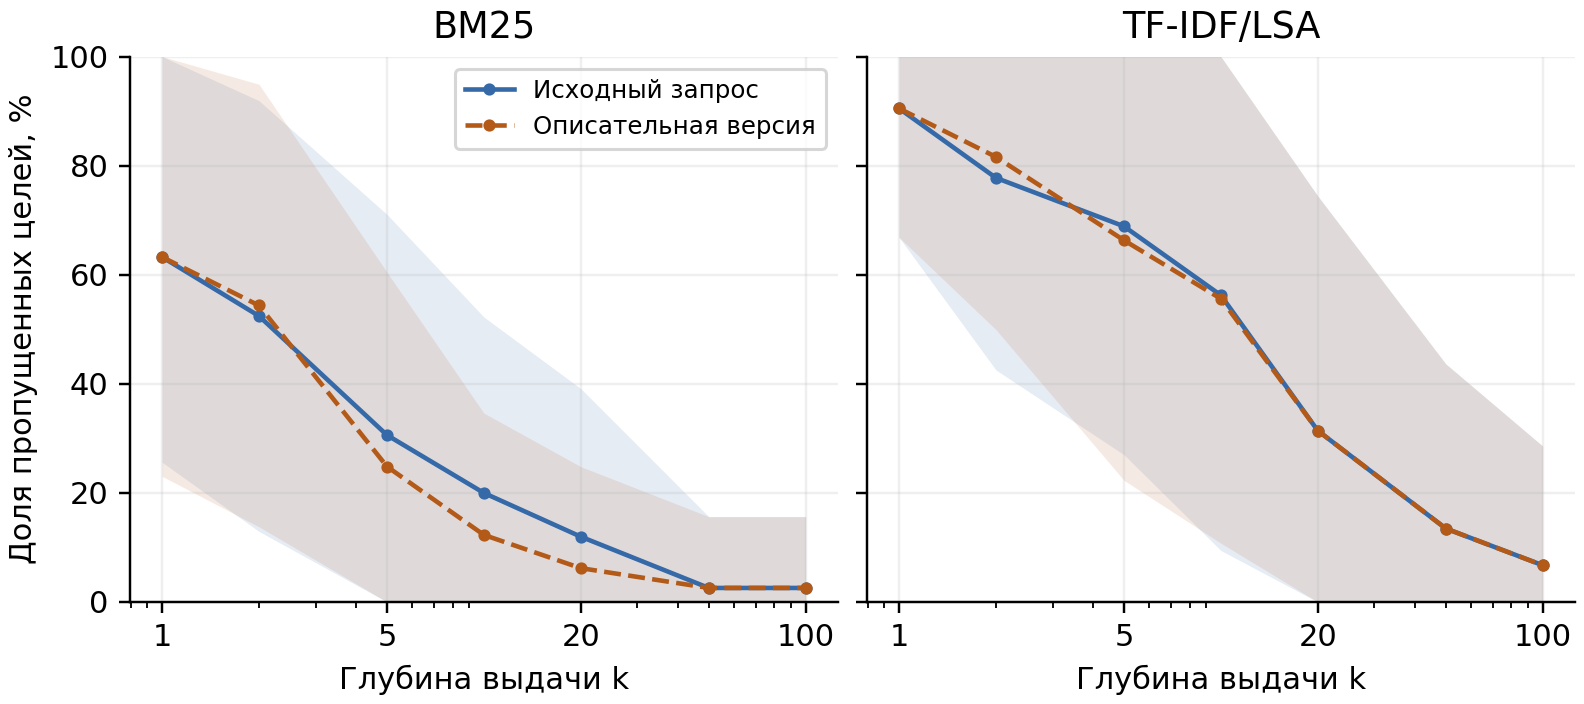 BM25
TF-IDF/LSA
Доля пропущенных целей, %
100
80
60
40
20
0
Исходный запрос
Описательная версия
1
5
20
100
1
5
20
100
Глубина выдачи k
Глубина выдачи k